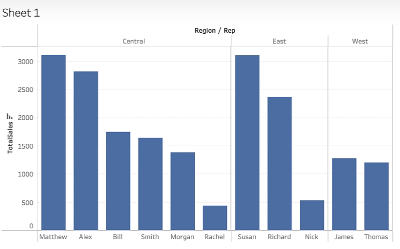 Sheet 1
Region / Rep
Central East West
TotalSales
3000
2500
2000
1500
1000
500
0
Matthew Alex Bill Smith Morgan Rachel Susan Richard Nick James Thomas